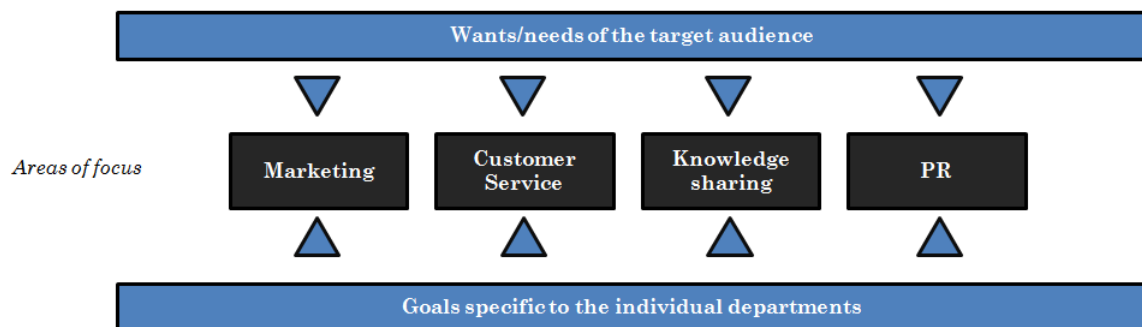 Wants/needs of the target audience
Areas of focus
Marketing
Customer
Service
Knowledge
sharing
PR
Goals specific to the individual departments